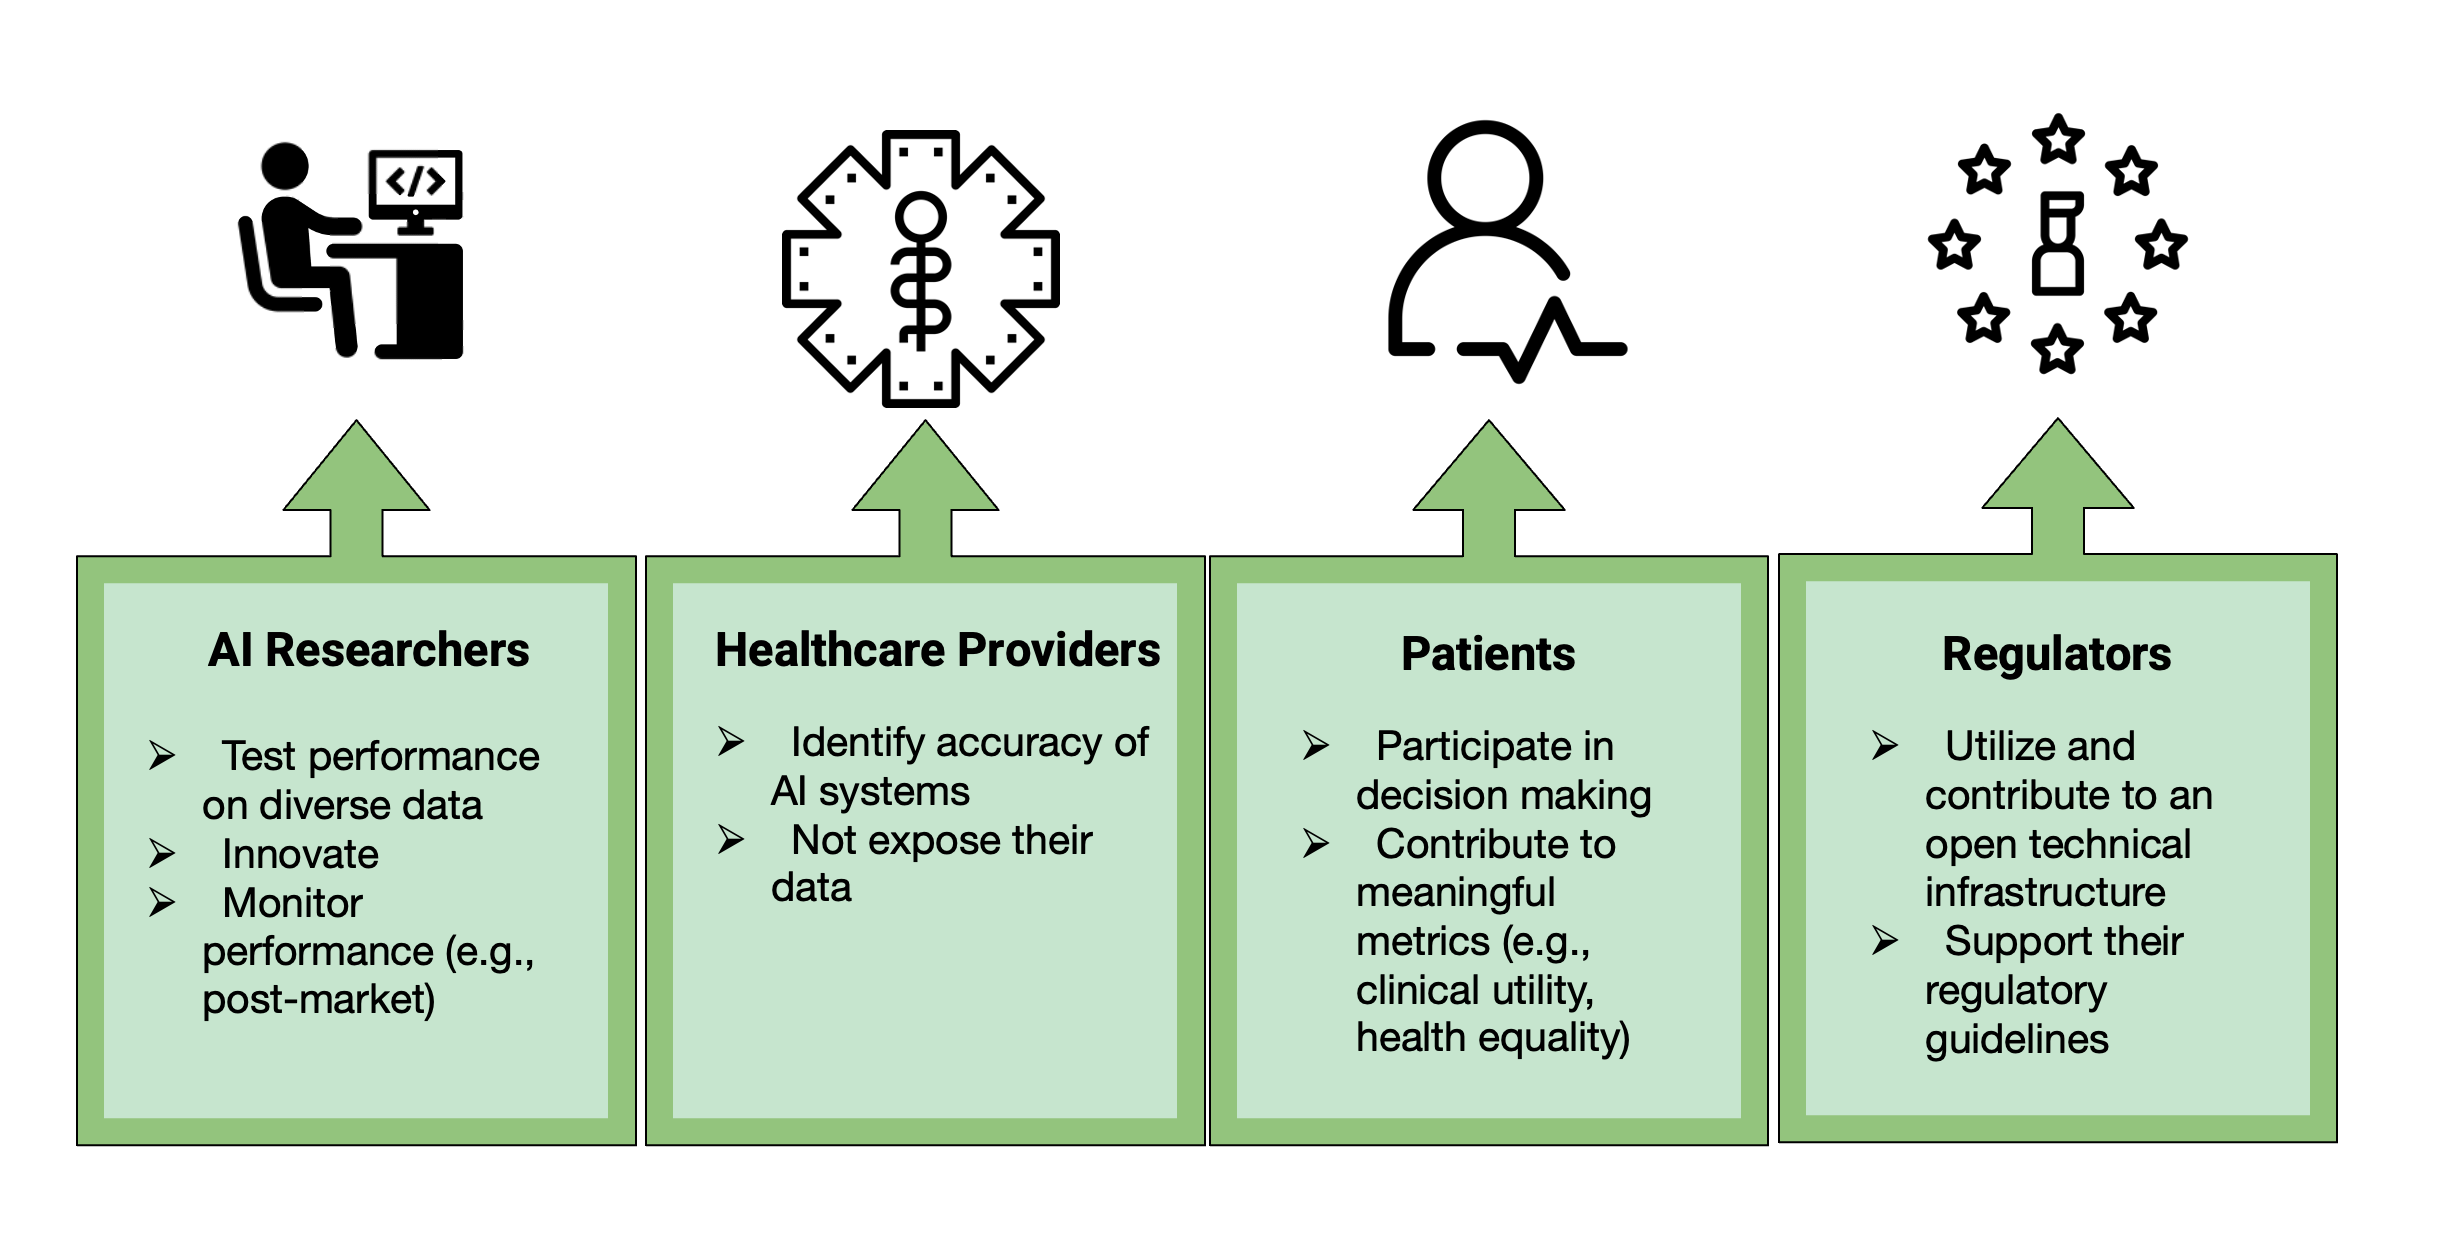 </>
AI Researchers
➢ Test performance
on diverse data
➢ Innovate
➢ Monitor
performance (e.g.,
post-market)
Healthcare Providers
➢ Identify accuracy of
AI systems
➢ Not expose their
data
Patients
➢ Participate in
decision making
➢ Contribute to
meaningful
metrics (e.g.,
clinical utility,
health equality)
Regulators
➢ Utilize and
contribute to an
open technical
infrastructure
➢ Support their
regulatory
guidelines